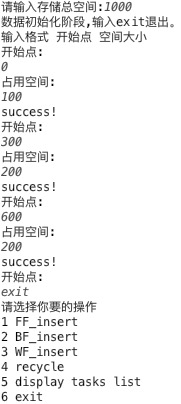 请输入存储总空间:1000
数据初始化阶段,输入exit退出。
输入格式 开始点 空间大小
开始点:
0
占用空间:
100
success!
开始点:
300
占用空间:
200
success!
开始点:
600
占用空间:
200
success!
开始点:
exit
请选择你要的操作
1 FF_insert
2 BF_insert
3 WF_insert
4 recycle
5 display tasks list
6 exit